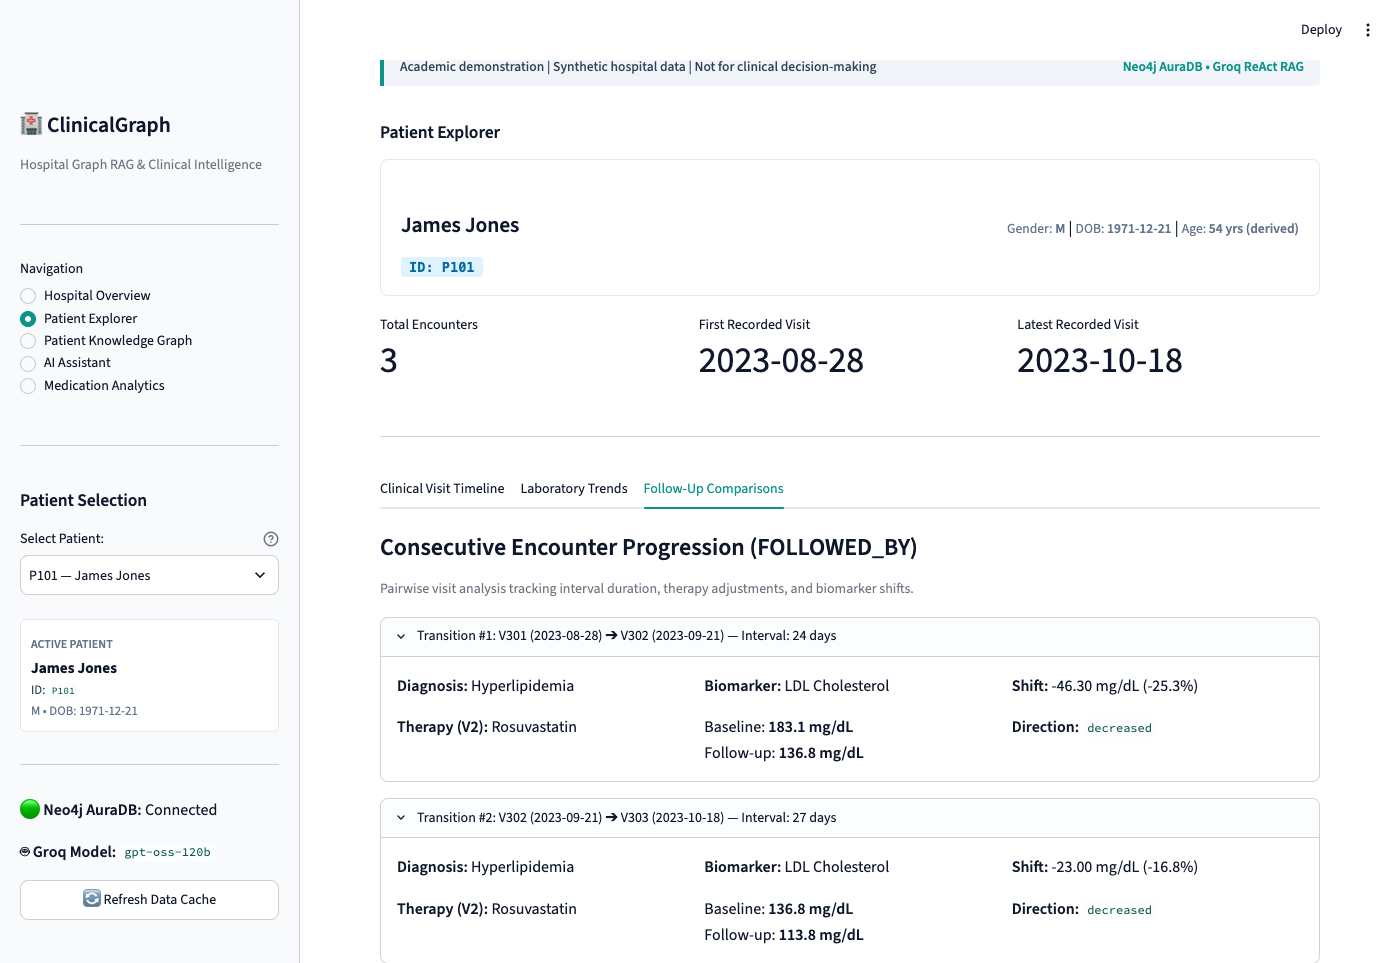 Deploy
Academic demonstration | Synthetic hospital data | Not for clinical decision-making
Neo4j AuraDB • Groq ReAct RAG
ClinicalGraph
Hospital Graph RAG & Clinical Intelligence
Navigation
Hospital Overview
Patient Explorer
Patient Knowledge Graph
AI Assistant
Medication Analytics
Patient Selection
Select Patient:
P101 — James Jones
ACTIVE PATIENT
James Jones
ID: P101
M • DOB: 1971-12-21
Neo4j AuraDB: Connected
Groq Model: gpt-oss-120b
Refresh Data Cache
Patient Explorer
James Jones
Gender: M | DOB: 1971-12-21 | Age: 54 yrs (derived)
ID: P101
Total Encounters
3
First Recorded Visit
2023-08-28
Latest Recorded Visit
2023-10-18
Clinical Visit Timeline
Laboratory Trends
Follow-Up Comparisons
Consecutive Encounter Progression (FOLLOWED_BY)
Pairwise visit analysis tracking interval duration, therapy adjustments, and biomarker shifts.
Transition #1: V301 (2023-08-28) ➔ V302 (2023-09-21) — Interval: 24 days
Diagnosis: Hyperlipidemia
Therapy (V2): Rosuvastatin
Biomarker: LDL Cholesterol
Baseline: 183.1 mg/dL
Follow-up: 136.8 mg/dL
Shift: -46.30 mg/dL (-25.3%)
Direction: decreased
Transition #2: V302 (2023-09-21) ➔ V303 (2023-10-18) — Interval: 27 days
Diagnosis: Hyperlipidemia
Therapy (V2): Rosuvastatin
Biomarker: LDL Cholesterol
Baseline: 136.8 mg/dL
Follow-up: 113.8 mg/dL
Shift: -23.00 mg/dL (-16.8%)
Direction: decreased